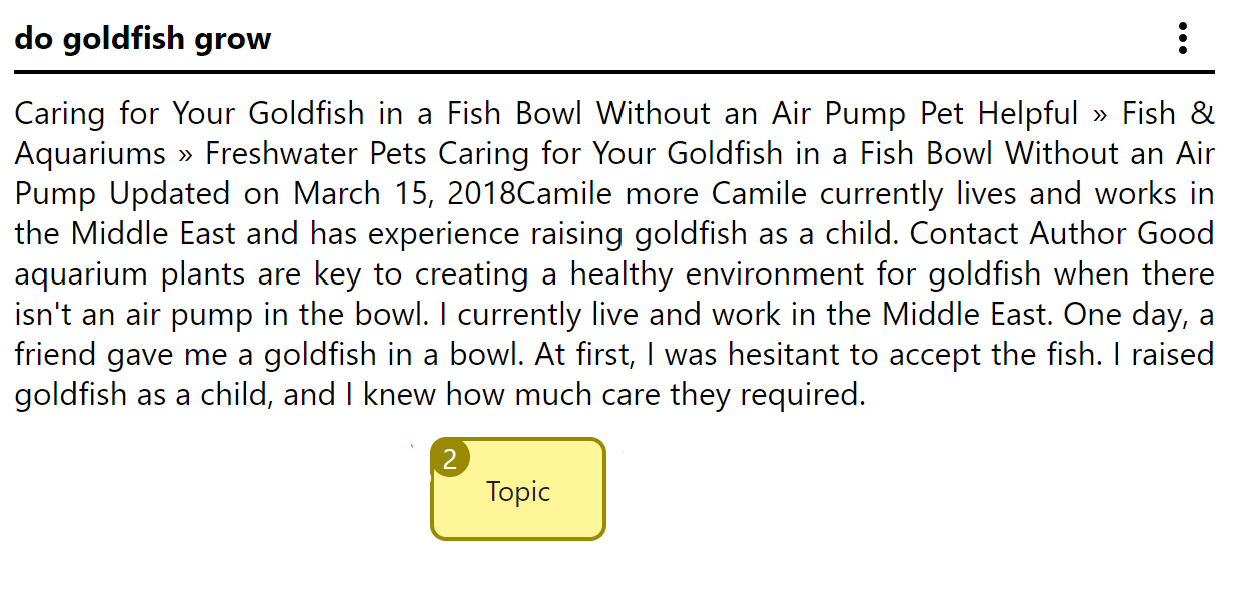 do goldfish grow
Caring for Your Goldfish in a Fish Bowl Without an Air Pump Pet Helpful » Fish &
Aquariums » Freshwater Pets Caring for Your Goldfish in a Fish Bowl Without an Air
Pump Updated on March 15, 2018Camile more Camile currently lives and works in
the Middle East and has experience raising goldfish as a child. Contact Author Good
aquarium plants are key to creating a healthy environment for goldfish when there
isn't an air pump in the bowl. I currently live and work in the Middle East. One day, a
friend gave me a goldfish in a bowl. At first, I was hesitant to accept the fish. I raised
goldfish as a child, and I knew how much care they required.
2
Topic